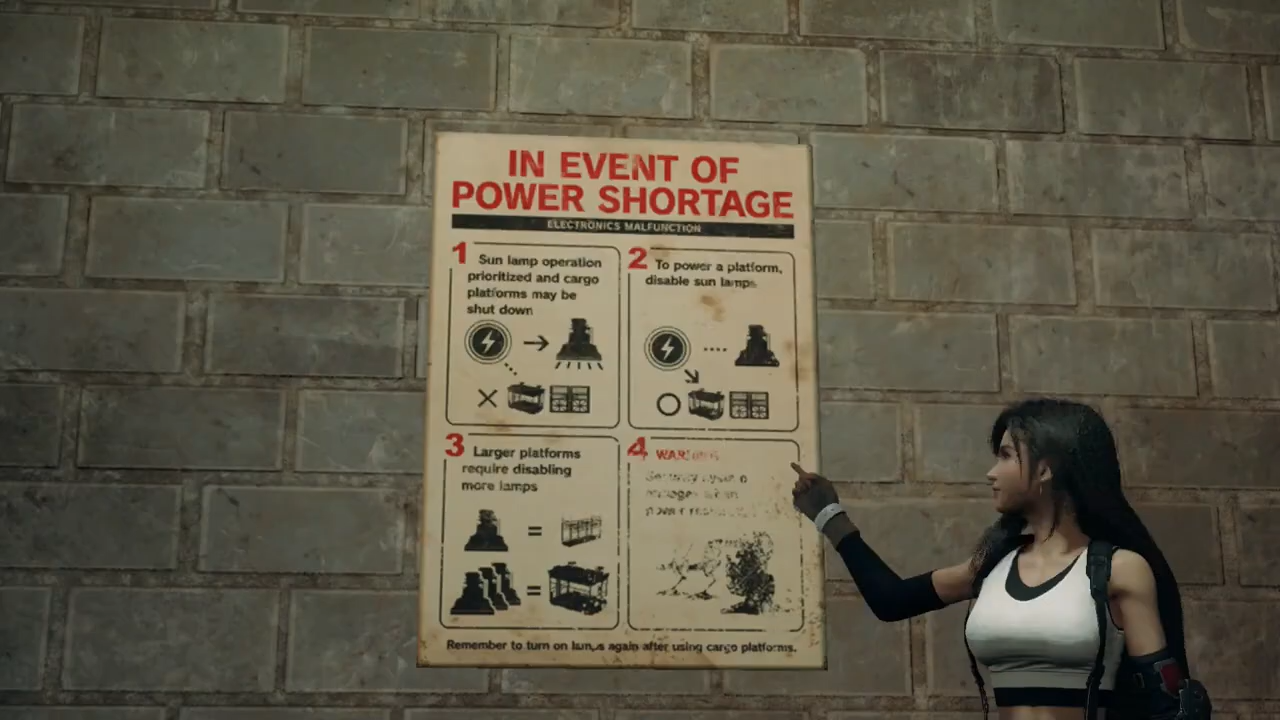 IN EVENT OF
POWER SHORTAGE
ELECTRONICS MALFUNCTION
1 Sun lamp operation
prioritized and cargo
platforms may be
shut down
2 To power a platform,
disable sun lamps
3 Larger platforms
require disabling
more lamps
4
Remember to turn on lamps again after using cargo platforms.